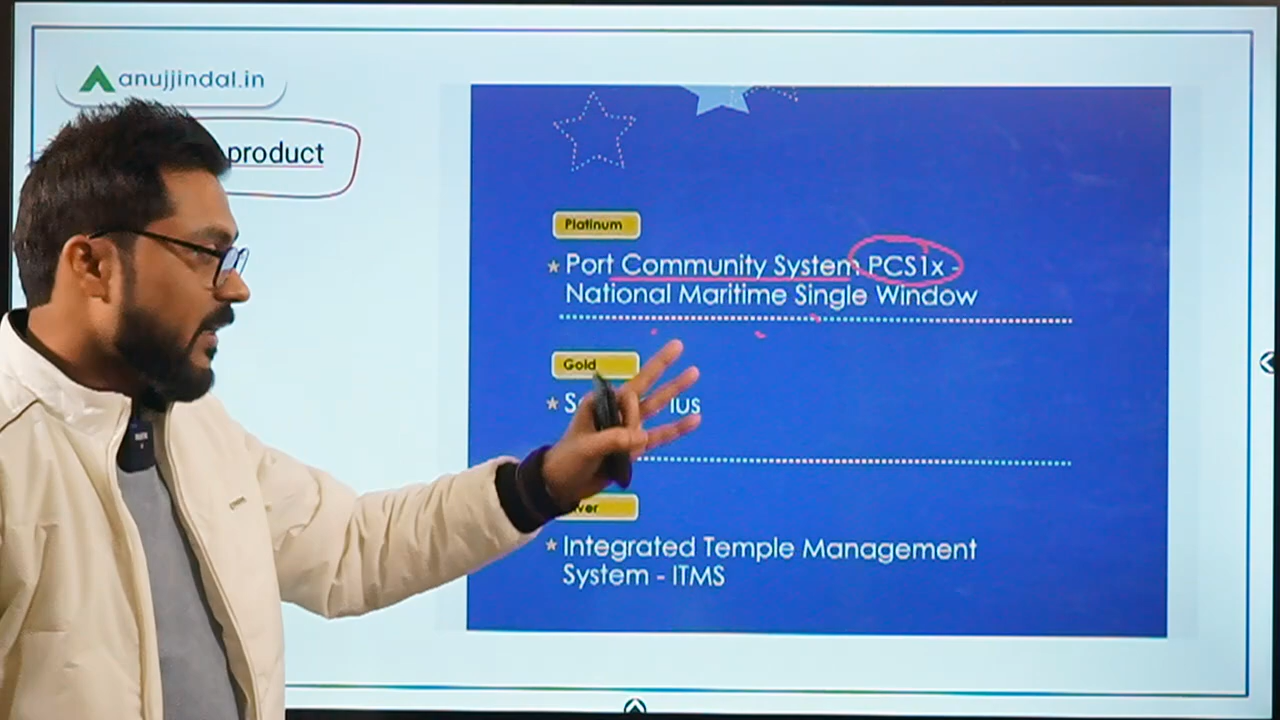 anujjindal.in
product
Platinum
★ Port Community System PCS1x -
National Maritime Single Window
Gold
★
Integrated Temple Management
System - ITMS